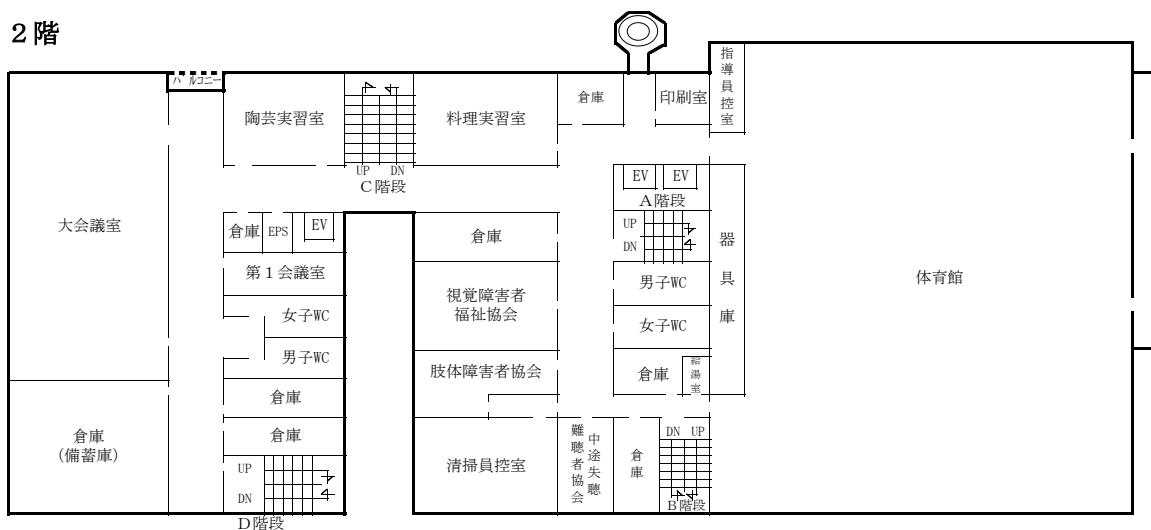 ２階
バルコニー
陶芸実習室
料理実習室
倉庫
印刷室
指導員控室
UP
DN
Ｃ階段
EV
EV
Ａ階段
UP
DN
器具庫
体育館
大会議室
倉庫
EPS
EV
倉庫
第１会議室
視覚障害者
福祉協会
男子WC
女子WC
女子WC
男子WC
肢体障害者協会
倉庫
給湯室
倉庫
倉庫
倉庫
(備蓄庫)
清掃員控室
中途失聴
難聴者協会
倉庫
DN
UP
Ｂ階段
UP
DN
Ｄ階段